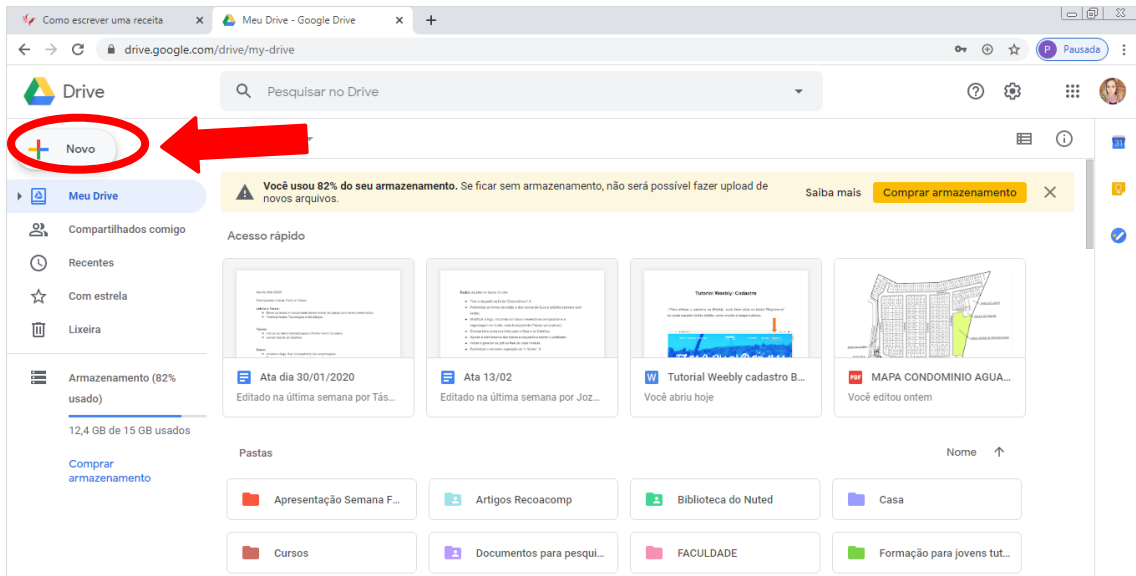 Como escrever uma receita
Meu Drive - Google Drive
drive.google.com/drive/my-drive
P Pausada
Drive
Pesquisar no Drive
Novo
31
Você usou 82% do seu armazenamento. Se ficar sem armazenamento, não será possível fazer upload de
novos arquivos.
Saiba mais
Comprar armazenamento
Meu Drive
Compartilhados comigo
Recentes
Com estrela
Lixeira
Armazenamento (82%
usado)
12,4 GB de 15 GB usados
Comprar
armazenamento
Acesso rápido
Tutorial Weebly: Cadastro
Ata dia 30/01/2020
Editado na última semana por Tás...
Ata 13/02
Editado na última semana por Joz...
W Tutorial Weebly cadastro B...
Você abriu hoje
PDF MAPA CONDOMINIO AGUA...
Você editou ontem
Pastas
Nome
Apresentação Semana F...
Artigos Recoacomp
Biblioteca do Nuted
Casa
Cursos
Documentos para pesqui...
FACULDADE
Formação para jovens tut...